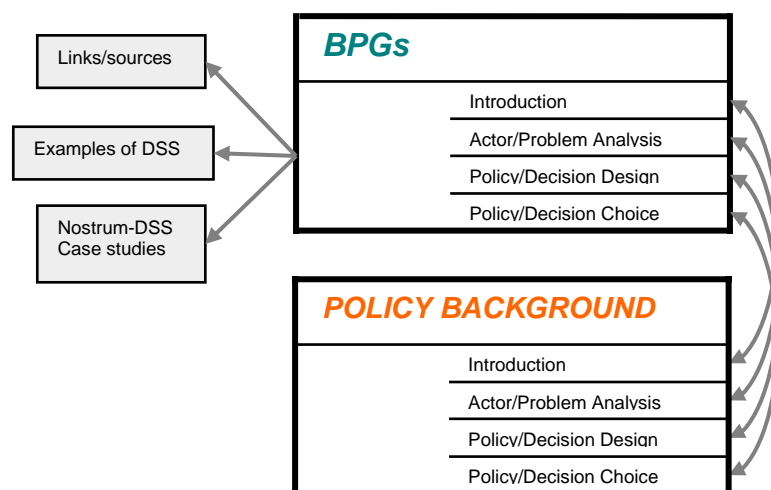 BPGs
Links/sources
Introduction
Actor/Problem Analysis
Examples of DSS
Policy/Decision Design
Policy/Decision Choice
Nostrum-DSS
Case studies
POLICY BACKGROUND
Introduction
Actor/Problem Analysis
Policy/Decision Design
Policy/Decision Choice